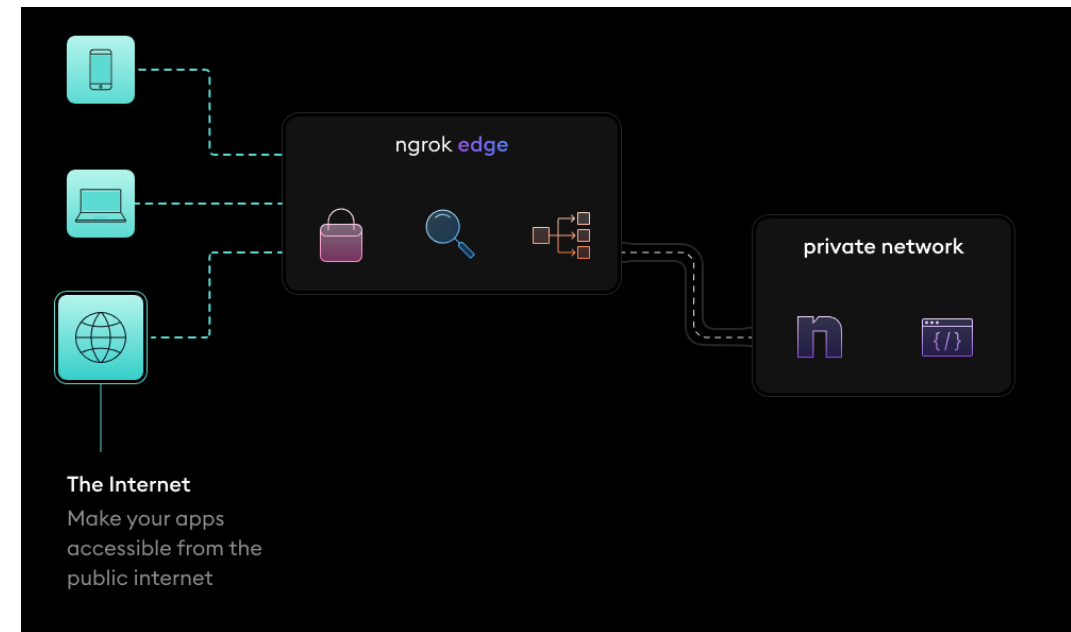 ngrok edge
private network
n
{/}
The Internet
Make your apps
accessible from the
public internet